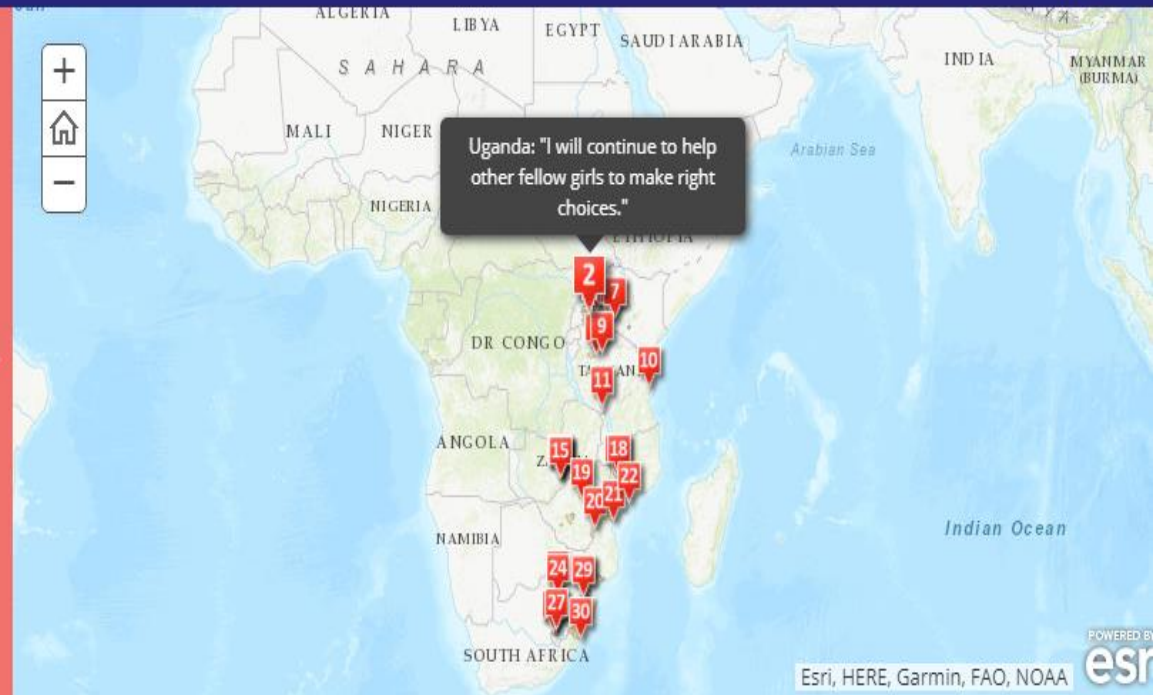 ALGERIA
LIBYA
EGYPT
SAUDI ARABIA
INDIA
MYANMAR
(BURMA)
+
SAHARA
MALI
NIGER
Uganda: "I will continue to help
other fellow girls to make right
choices."
Arabian Sea
−
NIGERIA
ETHIOPIA
2
7
9
DR CONGO
10
11
ANGOLA
15
18
19
22
20
21
Indian Ocean
NAMIBIA
24
29
27
30
SOUTH AFRICA
POWERED BY
esri
Esri, HERE, Garmin, FAO, NOAA